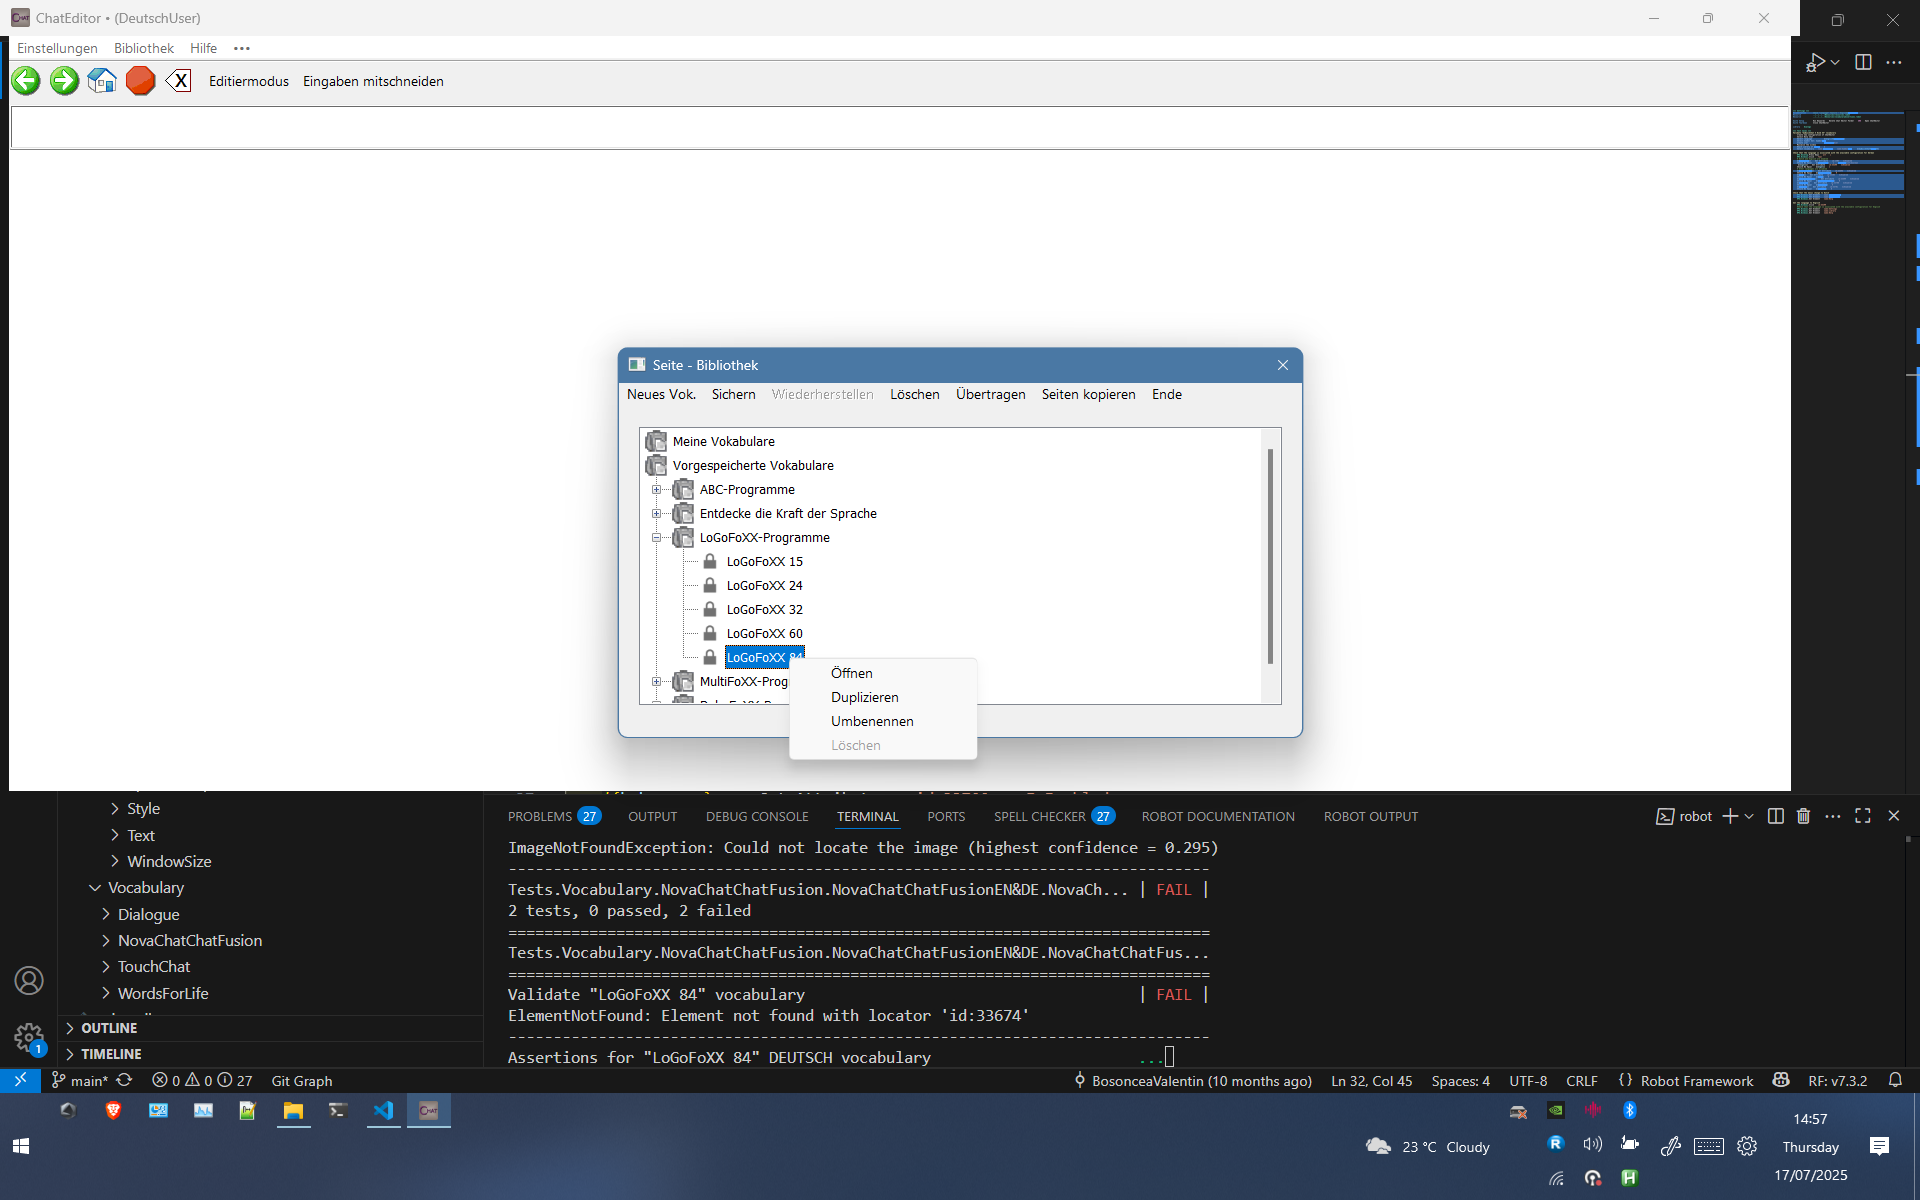 ChatEditor • (DeutschUser)
Einstellungen Bibliothek Hilfe •••
X Editiermodus Eingaben mitschneiden
Seite - Bibliothek
Neues Vok. Sichern Wiederherstellen Löschen Übertragen Seiten kopieren Ende
Meine Vokabulare
Vorgespeicherte Vokabulare
ABC-Programme
Entdecke die Kraft der Sprache
LoGoFoXX-Programme
LoGoFoXX 15
LoGoFoXX 24
LoGoFoXX 32
LoGoFoXX 60
LoGoFoXX 84
Öffnen
MultiFoXX-Prog
Duplizieren
Umbenennen
Löschen
Style
Text
WindowSize
Vocabulary
Dialogue
NovaChatChatFusion
TouchChat
WordsForLife
OUTLINE
TIMELINE
PROBLEMS 27 OUTPUT DEBUG CONSOLE TERMINAL PORTS SPELL CHECKER 27 ROBOT DOCUMENTATION ROBOT OUTPUT robot
ImageNotFoundException: Could not locate the image (highest confidence = 0.295)
------------------------------------------------------------------------------
Tests.Vocabulary.NovaChatChatFusion.NovaChatChatFusionEN&DE.NovaCh... | FAIL |
2 tests, 0 passed, 2 failed
==============================================================================
Tests.Vocabulary.NovaChatChatFusion.NovaChatChatFusionEN&DE.NovaChatChatFus...
==============================================================================
Validate "LoGoFoXX 84" vocabulary | FAIL |
ElementNotFound: Element not found with locator 'id:33674'
------------------------------------------------------------------------------
Assertions for "LoGoFoXX 84" DEUTSCH vocabulary ...
1
main* 0 0 27 Git Graph BosonceaValentin (10 months ago) Ln 32, Col 45 Spaces: 4 UTF-8 CRLF {} Robot Framework RF: v7.3.2
CHAT
14:57
23 °C Cloudy
Thursday
17/07/2025